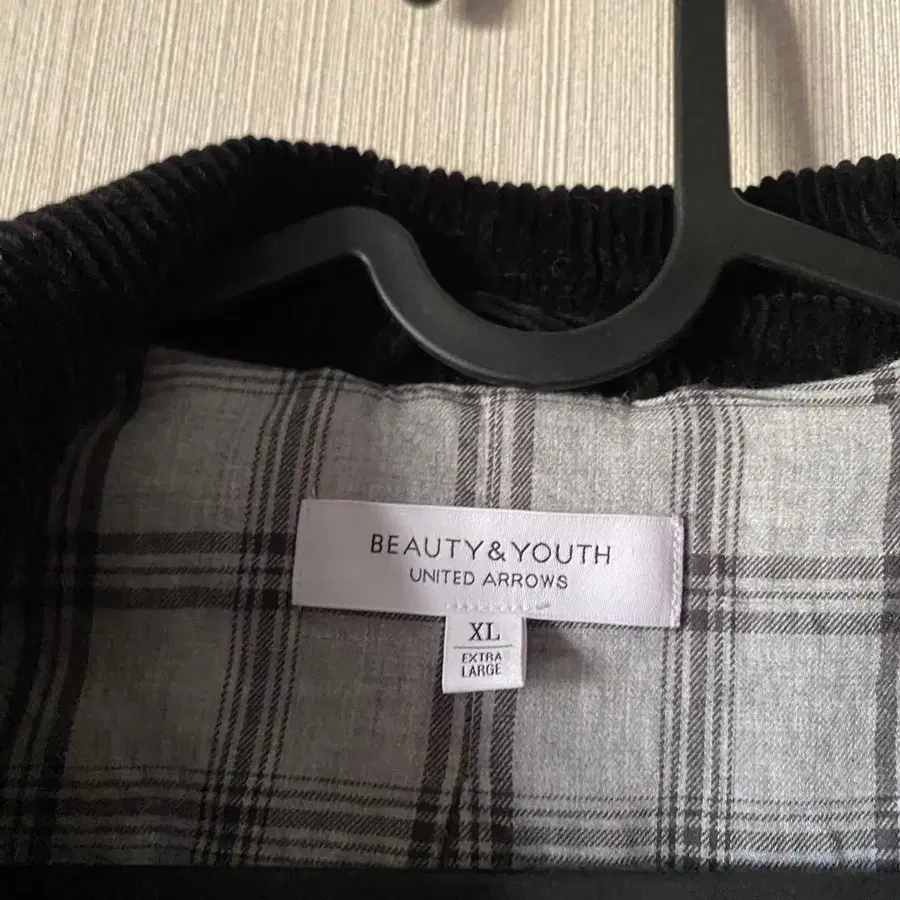 BEAUTY&YOUTH
UNITED ARROWS
XL
EXTRA
LARGE